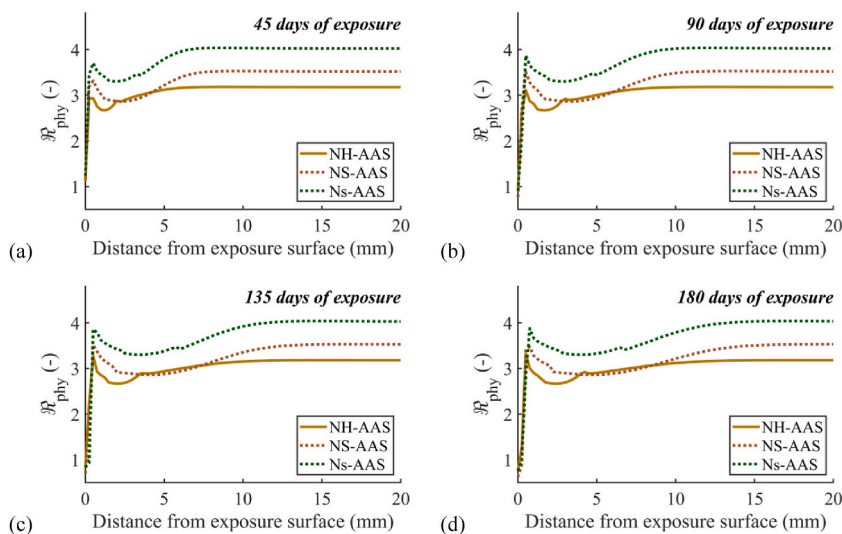 45 days of exposure
4
3
2
1
ℜphy (-)
NH-AAS
NS-AAS
Ns-AAS
0 5 10 15 20
Distance from exposure surface (mm)
(a)
90 days of exposure
4
3
2
1
ℜphy (-)
NH-AAS
NS-AAS
Ns-AAS
0 5 10 15 20
Distance from exposure surface (mm)
(b)
135 days of exposure
4
3
2
1
ℜphy (-)
NH-AAS
NS-AAS
Ns-AAS
0 5 10 15 20
Distance from exposure surface (mm)
(c)
180 days of exposure
4
3
2
1
ℜphy (-)
NH-AAS
NS-AAS
Ns-AAS
0 5 10 15 20
Distance from exposure surface (mm)
(d)